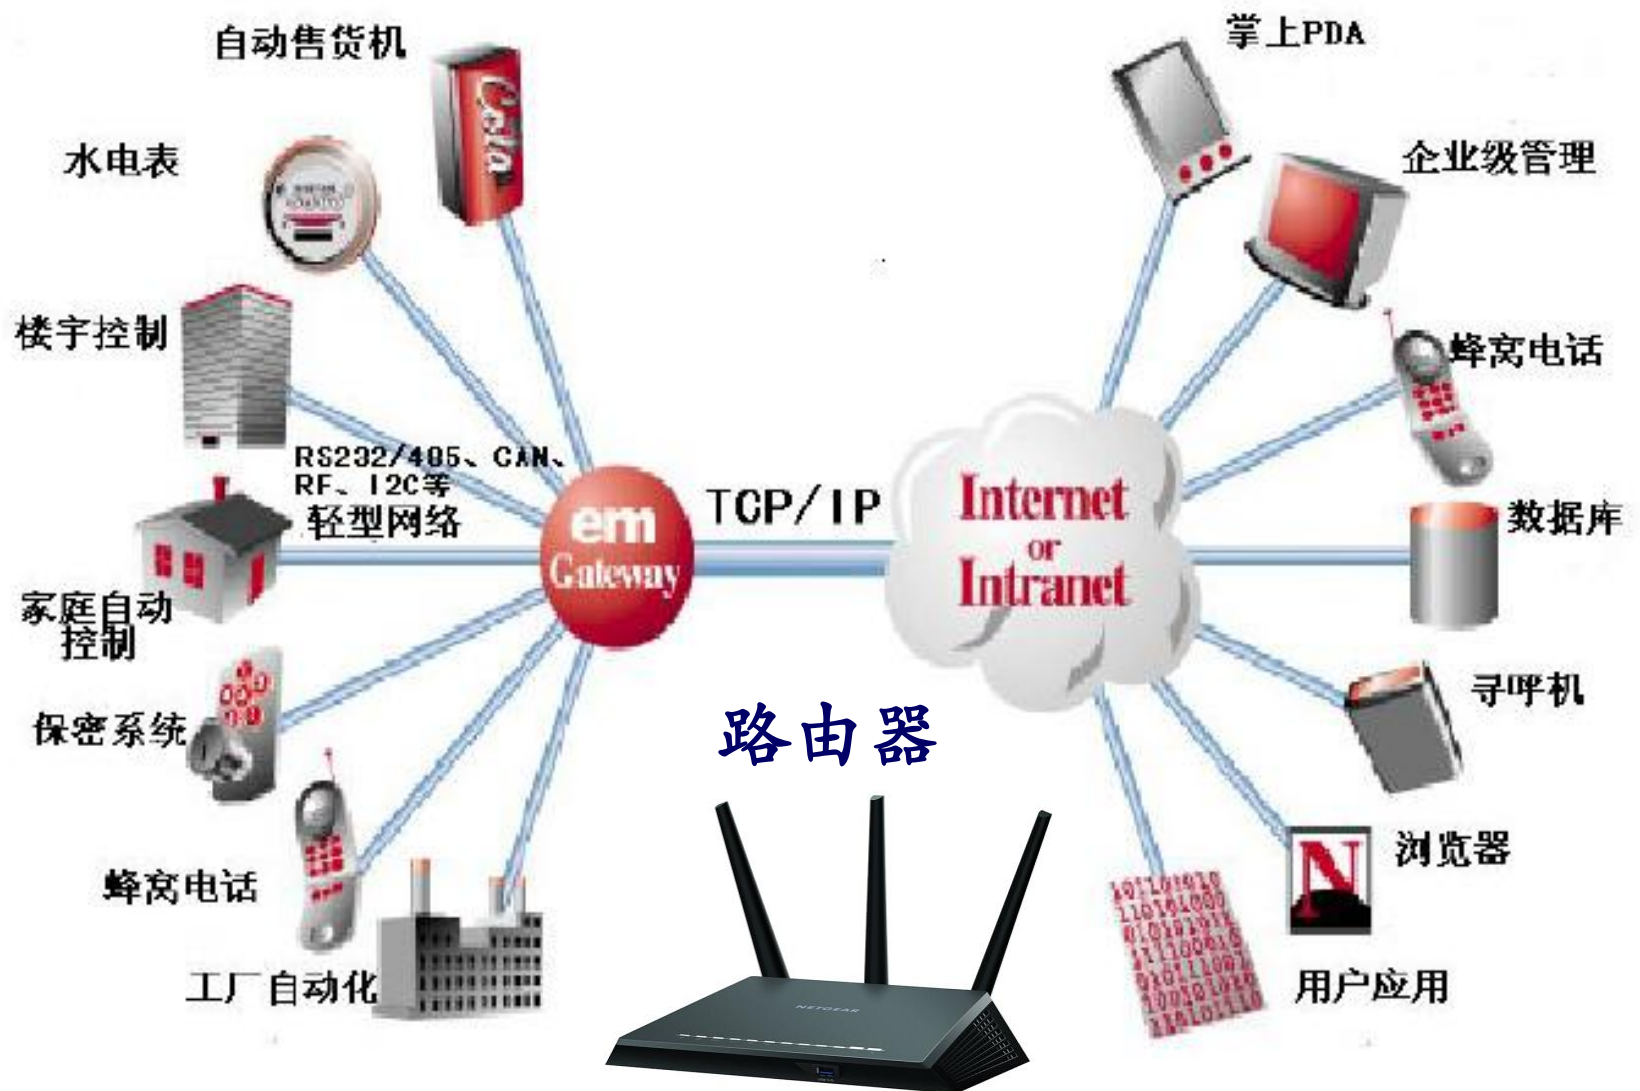 自动售货机
掌上PDA
水电表
Cola
企业级管理
楼宇控制
蜂窝电话
RS232/485、CAN、
RF、I2C等
轻型网络
em
Gateway
TCP/IP
Internet
or
Intranet
数据库
家庭自动
控制
保密系统
寻呼机
路由器
浏览器
N
蜂窝电话
工厂自动化
用户应用
NETGEAR